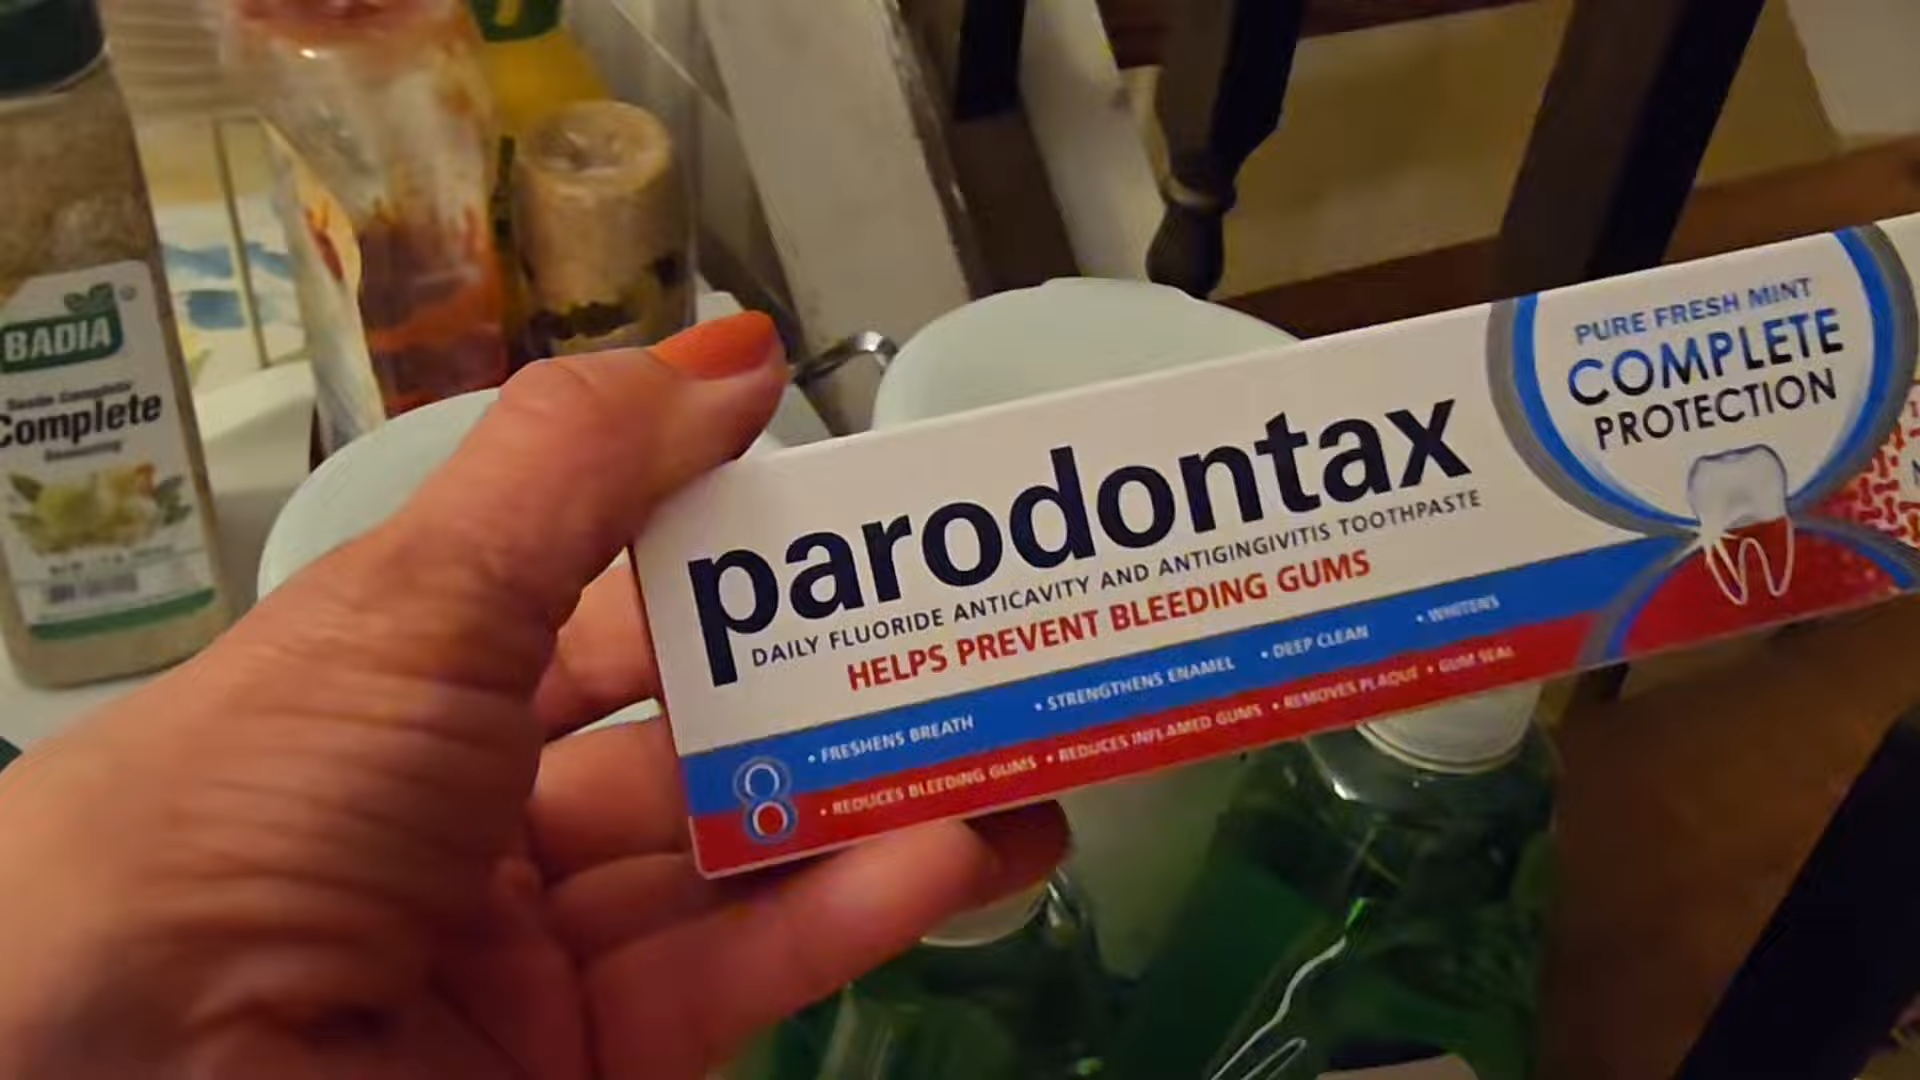 BADIA
Complete
parodontax
DAILY FLUORIDE ANTICAVITY AND ANTIGINGIVITIS TOOTHPASTE
HELPS PREVENT BLEEDING GUMS
8
• FRESHENS BREATH • STRENGTHENS ENAMEL • DEEP CLEAN • WHITENS
• REDUCES BLEEDING GUMS • REDUCES INFLAMED GUMS • REMOVES PLAQUE • GUM SEAL
PURE FRESH MINT
COMPLETE
PROTECTION